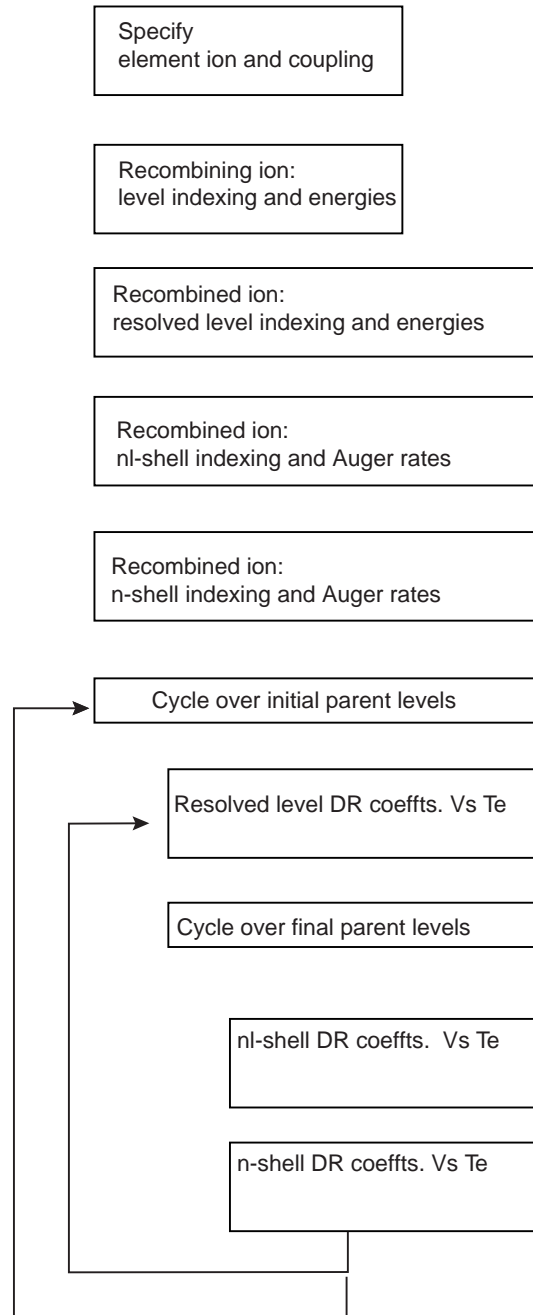 Specify
element ion and coupling
Recombining ion:
level indexing and energies
Recombined ion:
resolved level indexing and energies
Recombined ion:
nl-shell indexing and Auger rates
Recombined ion:
n-shell indexing and Auger rates
Cycle over initial parent levels
Resolved level DR coeffts. Vs Te
Cycle over final parent levels
nl-shell DR coeffts. Vs Te
n-shell DR coeffts. Vs Te